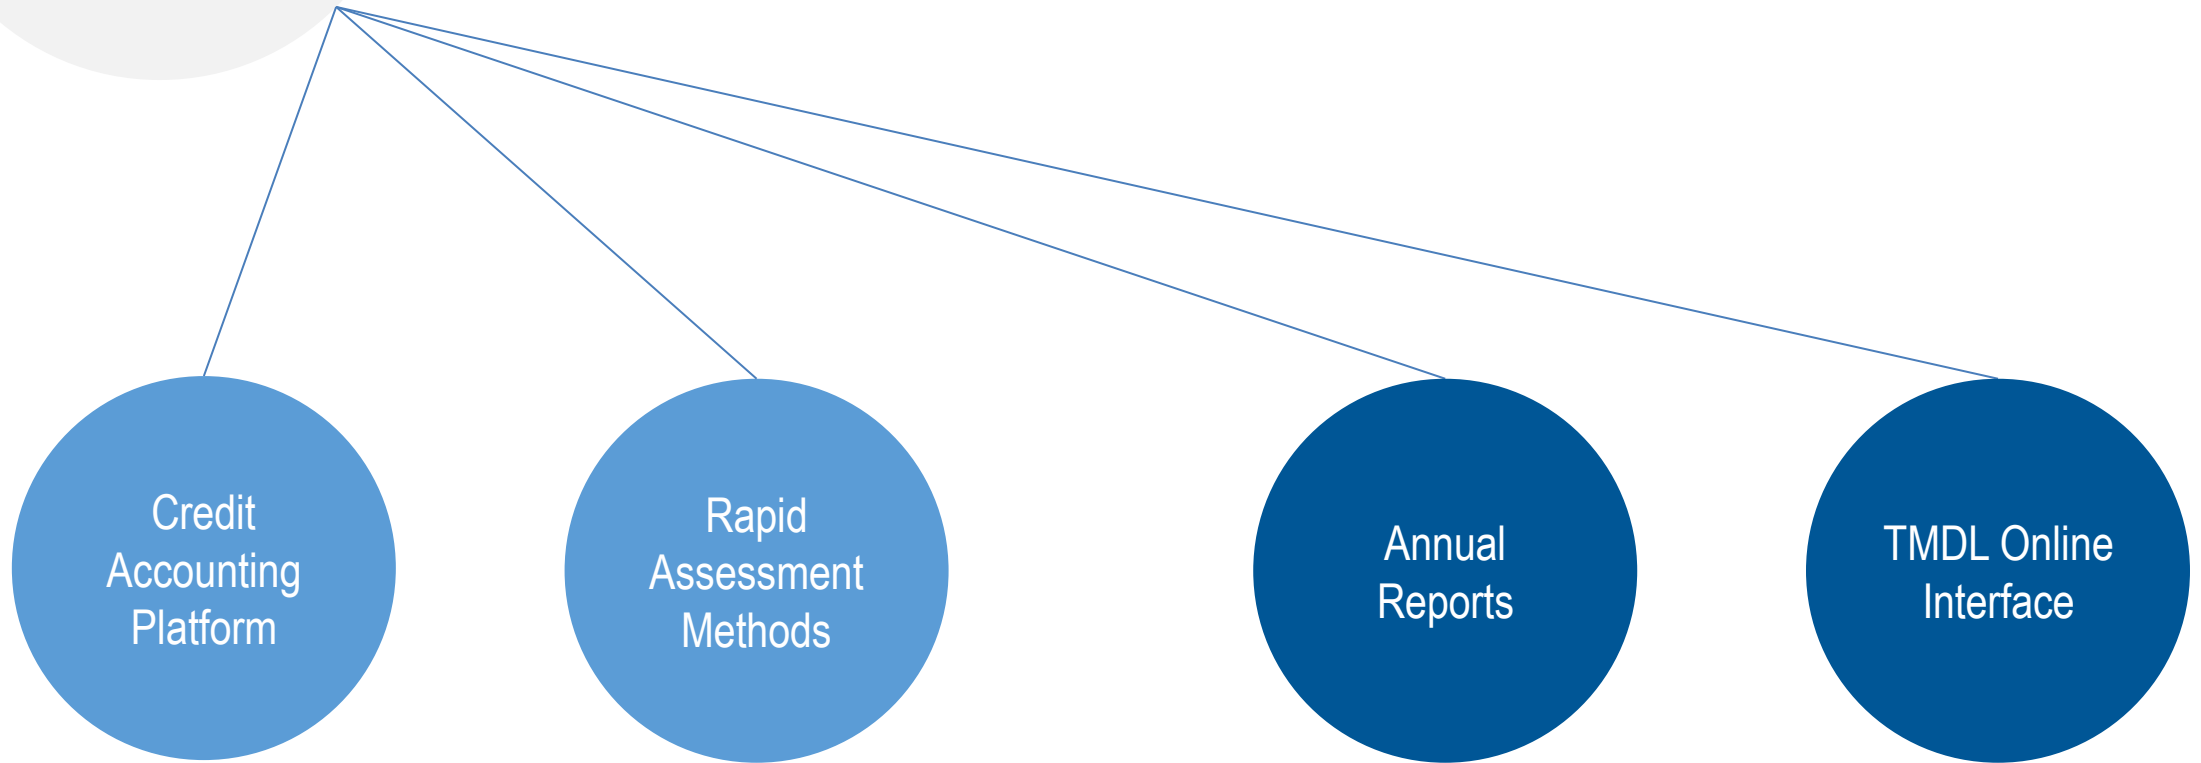 Credit
Accounting
Platform
Rapid
Assessment
Methods
Annual
Reports
TMDL Online
Interface